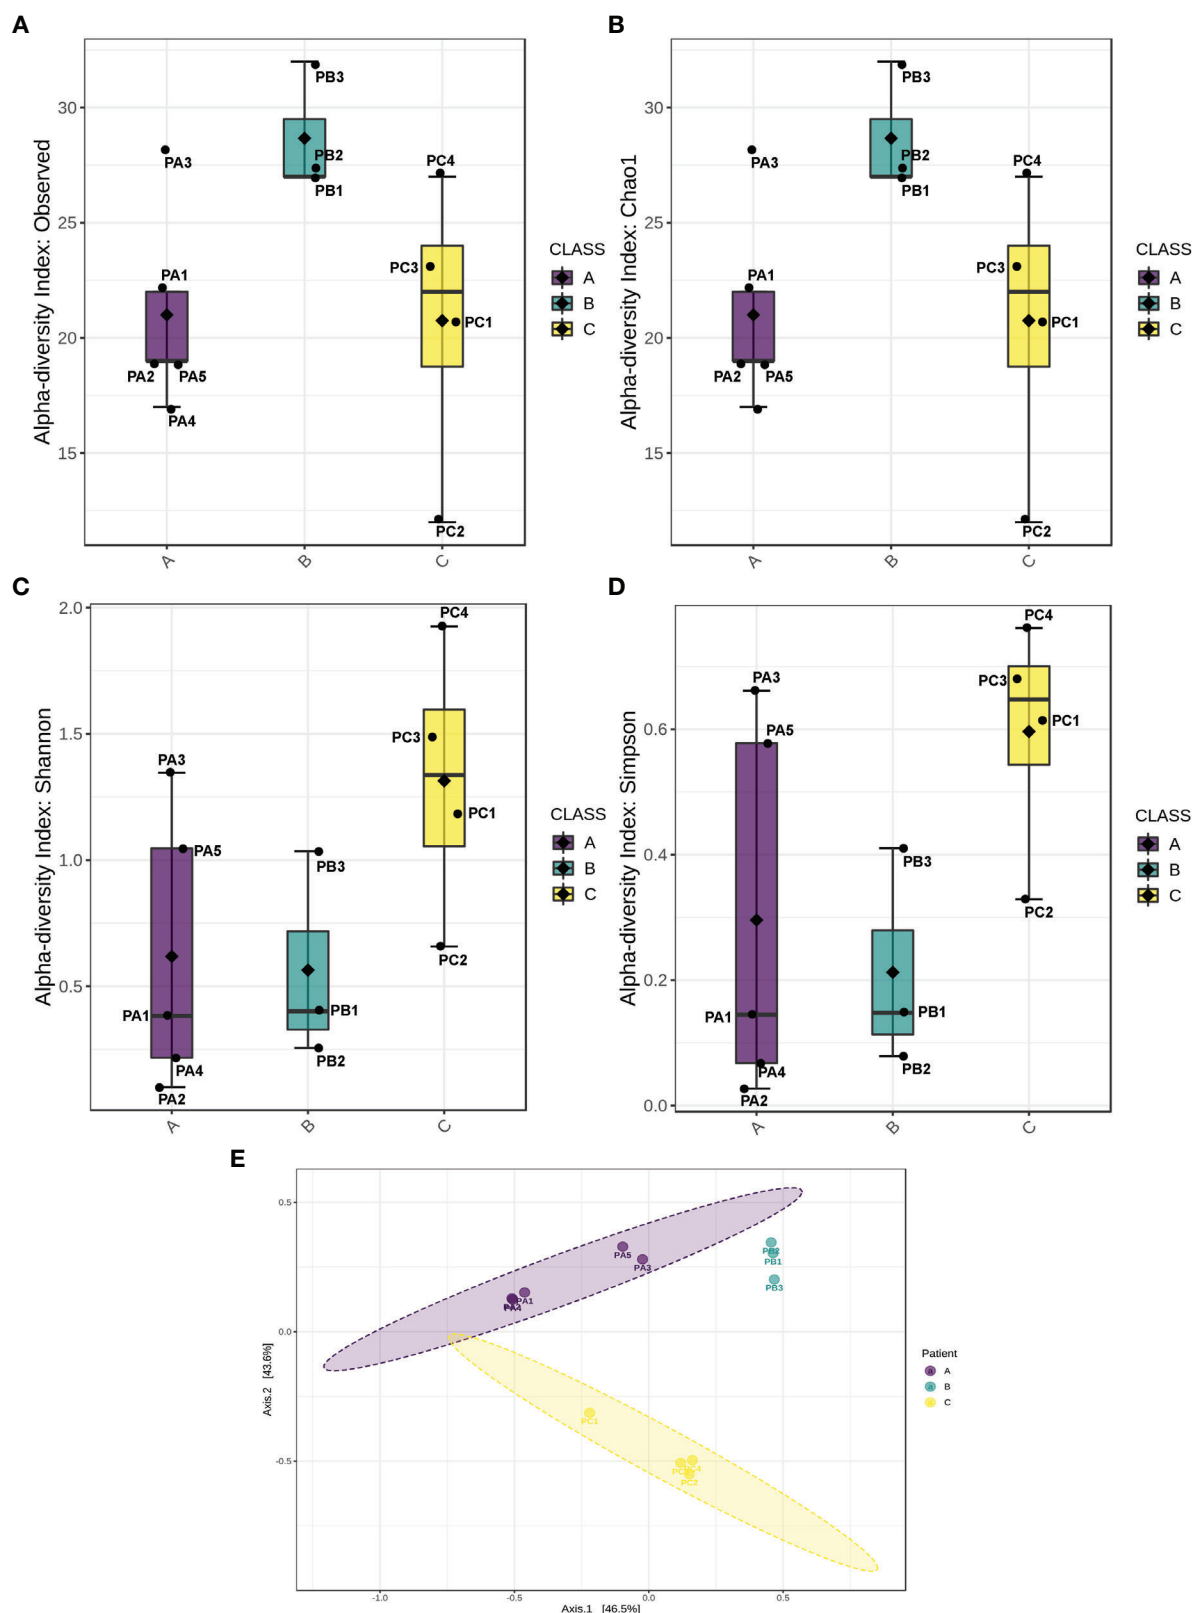 A
Alpha-diversity Index: Observed
30
25
20
15
PA3
PA1
PA2
PA5
PA4
PB3
PB2
PB1
PC4
PC3
PC1
PC2
A
B
C
CLASS
A
B
C
B
Alpha-diversity Index: Chao1
30
25
20
15
PA3
PA1
PA2
PA5
PB3
PB2
PB1
PC4
PC3
PC1
PC2
A
B
C
CLASS
A
B
C
C
Alpha-diversity Index: Shannon
2.0
1.5
1.0
0.5
PA3
PA5
PA1
PA4
PA2
PB3
PB1
PB2
PC4
PC3
PC1
PC2
A
B
C
CLASS
A
B
C
D
Alpha-diversity Index: Simpson
0.6
0.4
0.2
0.0
PA3
PA5
PA1
PA4
PA2
PB3
PB1
PB2
PC4
PC3
PC1
PC2
A
B
C
CLASS
A
B
C
E
Axis.2 [43.6%]
0.5
0.0
-0.5
PA5
PA3
PA1
PA4
PB2
PB1
PB3
PC1
PC2
-1.0
-0.5
0.0
0.5
Axis.1 [46.5%]
Patient
a A
a B
a C